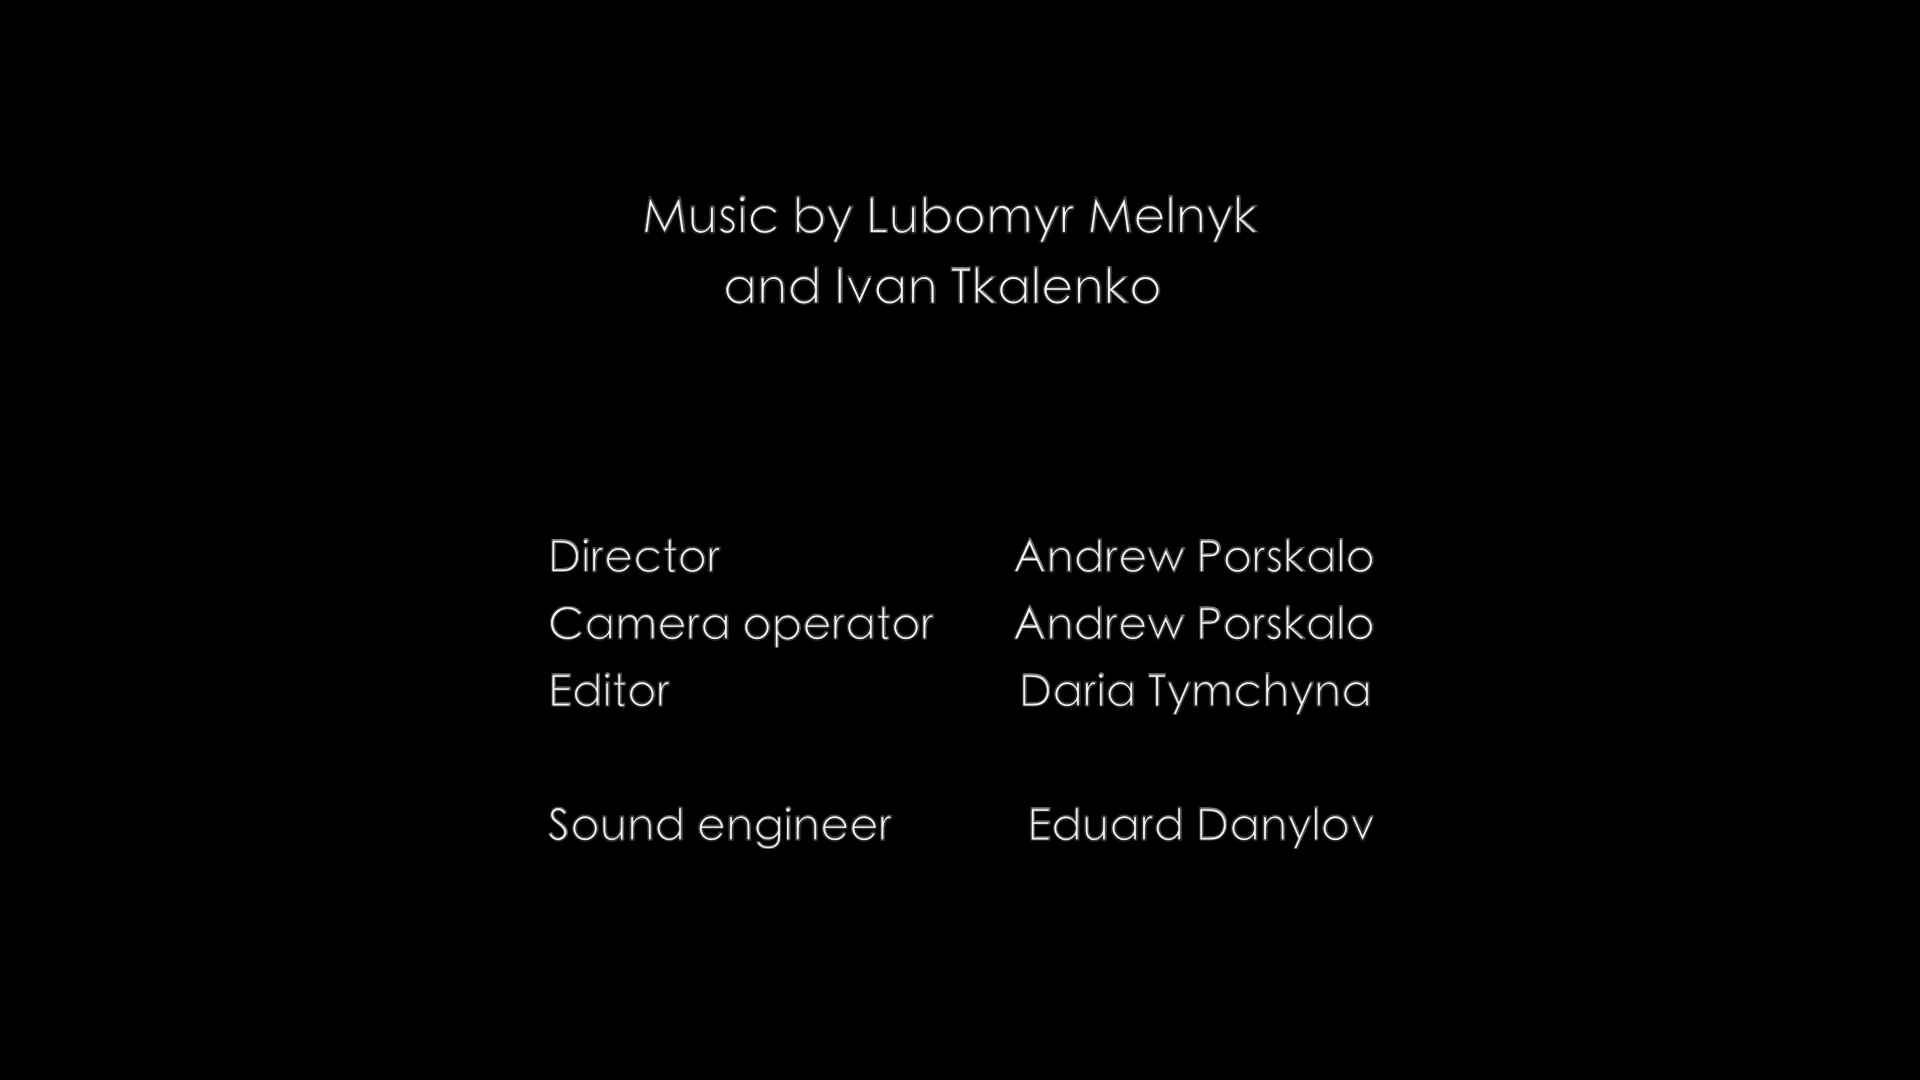 Music by Lubomyr Melnyk
and Ivan Tkalenko
Director Andrew Porskalo
Camera operator Andrew Porskalo
Editor Daria Tymchyna
Sound engineer Eduard Danylov